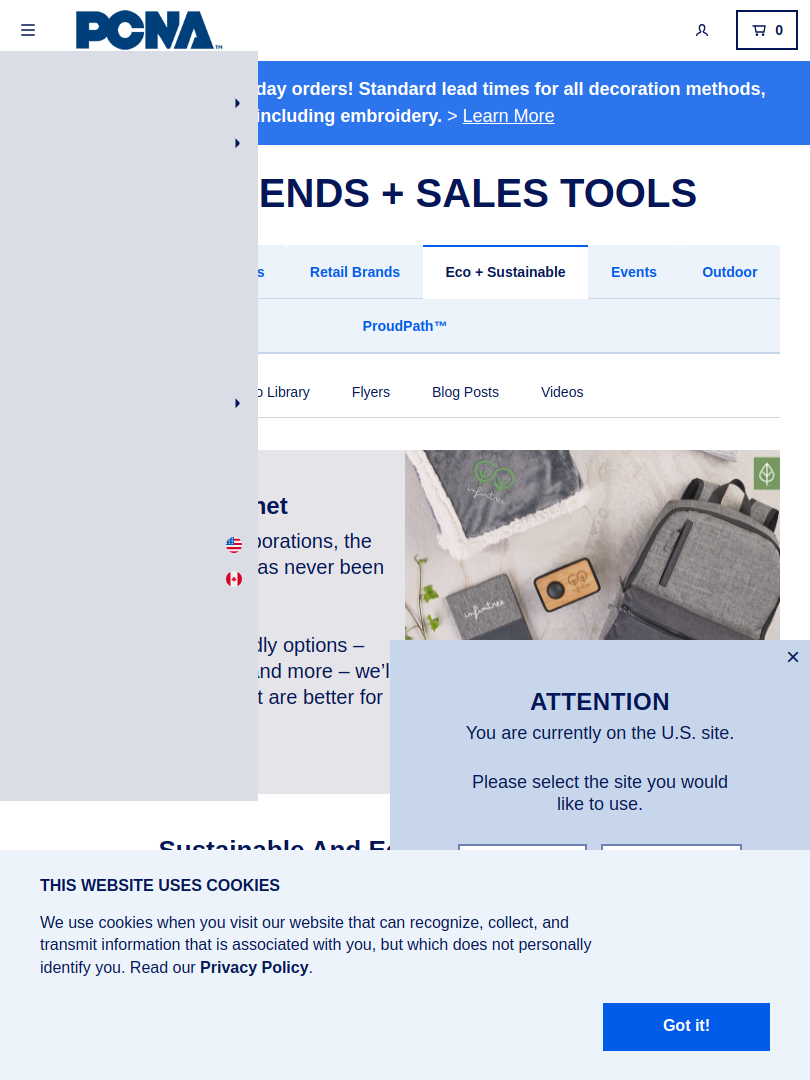 PCNA™
0
day orders! Standard lead times for all decoration methods,
including embroidery. > Learn More
ENDS + SALES TOOLS
s
Retail Brands
Eco + Sustainable
Events
Outdoor
ProudPath™
o Library
Flyers
Blog Posts
Videos
net
porations, the
as never been
dly options –
and more – we'l
t are better for
infinitree
infinitree
ATTENTION
You are currently on the U.S. site.
Please select the site you would
like to use.
Sustainable And Ec
THIS WEBSITE USES COOKIES
We use cookies when you visit our website that can recognize, collect, and
transmit information that is associated with you, but which does not personally
identify you. Read our Privacy Policy.
Got it!